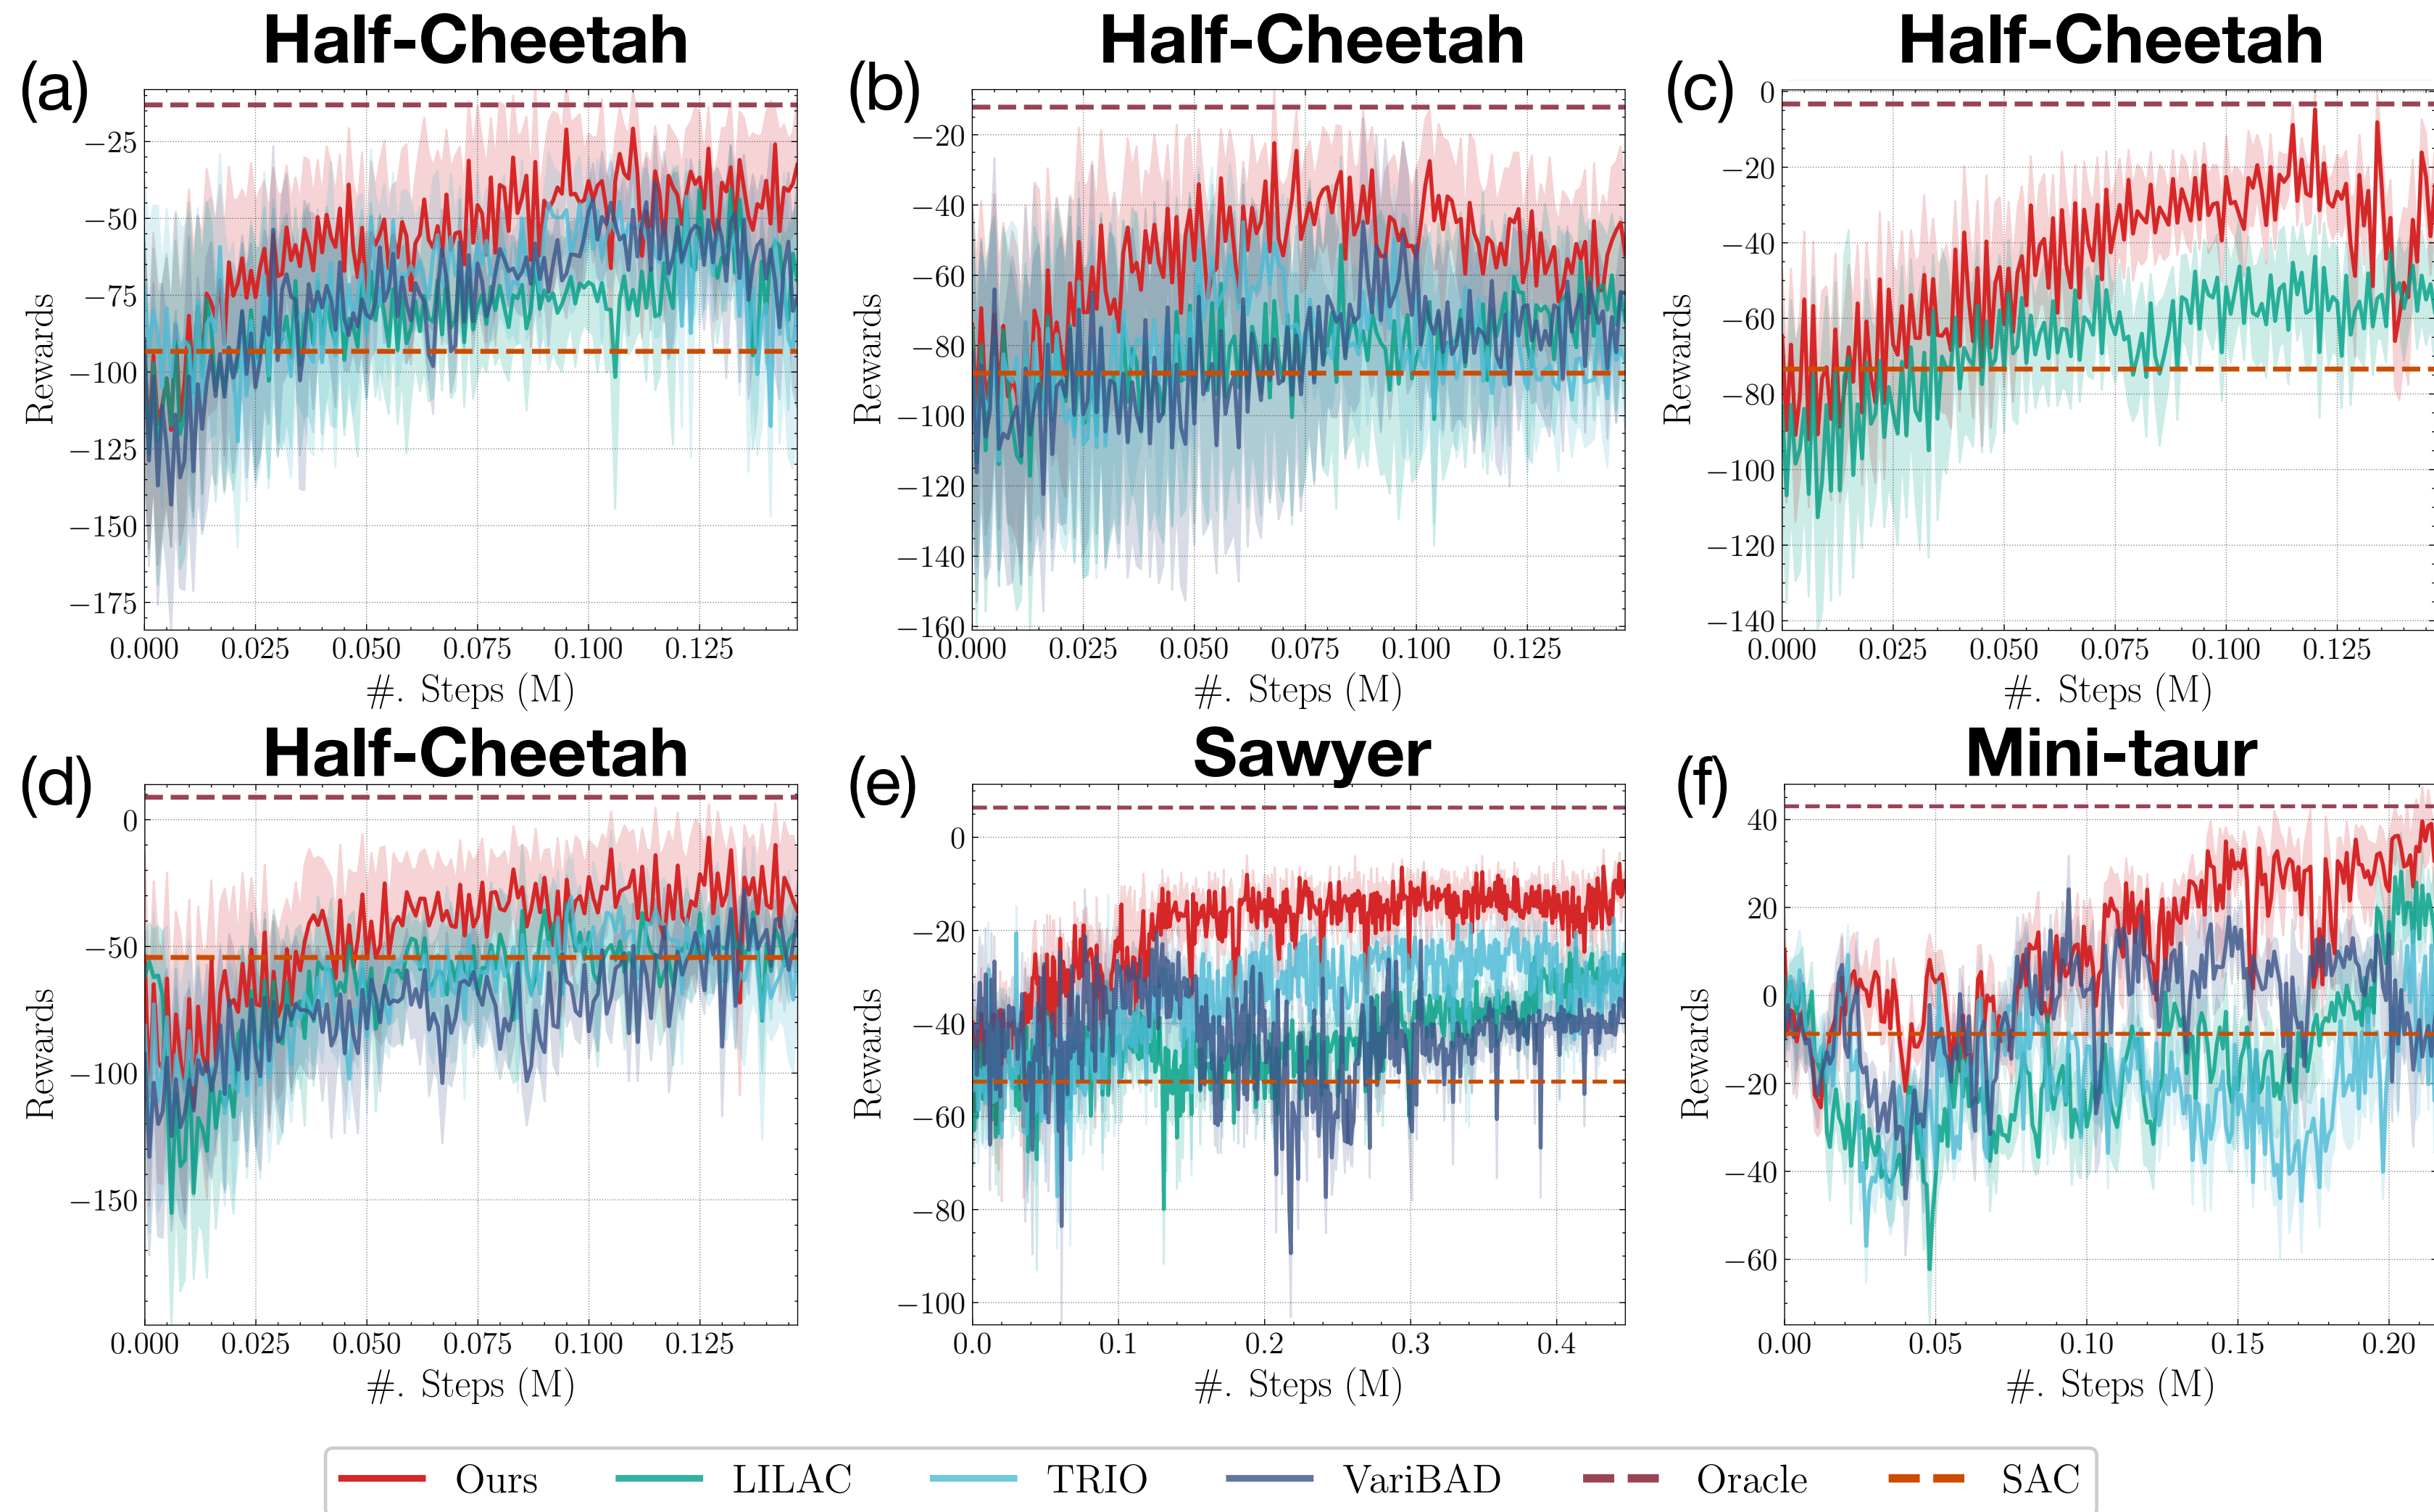 Half-Cheetah
Half-Cheetah
Half-Cheetah
(a)
(b)
(c)
−25
−50
−75
−100
−125
−150
−175
Rewards
0.000 0.025 0.050 0.075 0.100 0.125
#. Steps (M)
−20
−40
−60
−80
−100
−120
−140
−160
Rewards
0.000 0.025 0.050 0.075 0.100 0.125
#. Steps (M)
0
−20
−40
−60
−80
−100
−120
−140
Rewards
0.000 0.025 0.050 0.075 0.100 0.125
#. Steps (M)
Half-Cheetah
Sawyer
Mini-taur
(d)
(e)
(f)
0
−50
−100
−150
Rewards
0.000 0.025 0.050 0.075 0.100 0.125
#. Steps (M)
0
−20
−40
−60
−80
−100
Rewards
0.0 0.1 0.2 0.3 0.4
#. Steps (M)
40
20
0
−20
−40
−60
Rewards
0.00 0.05 0.10 0.15 0.20
#. Steps (M)
Ours LILAC TRIO VariBAD Oracle SAC